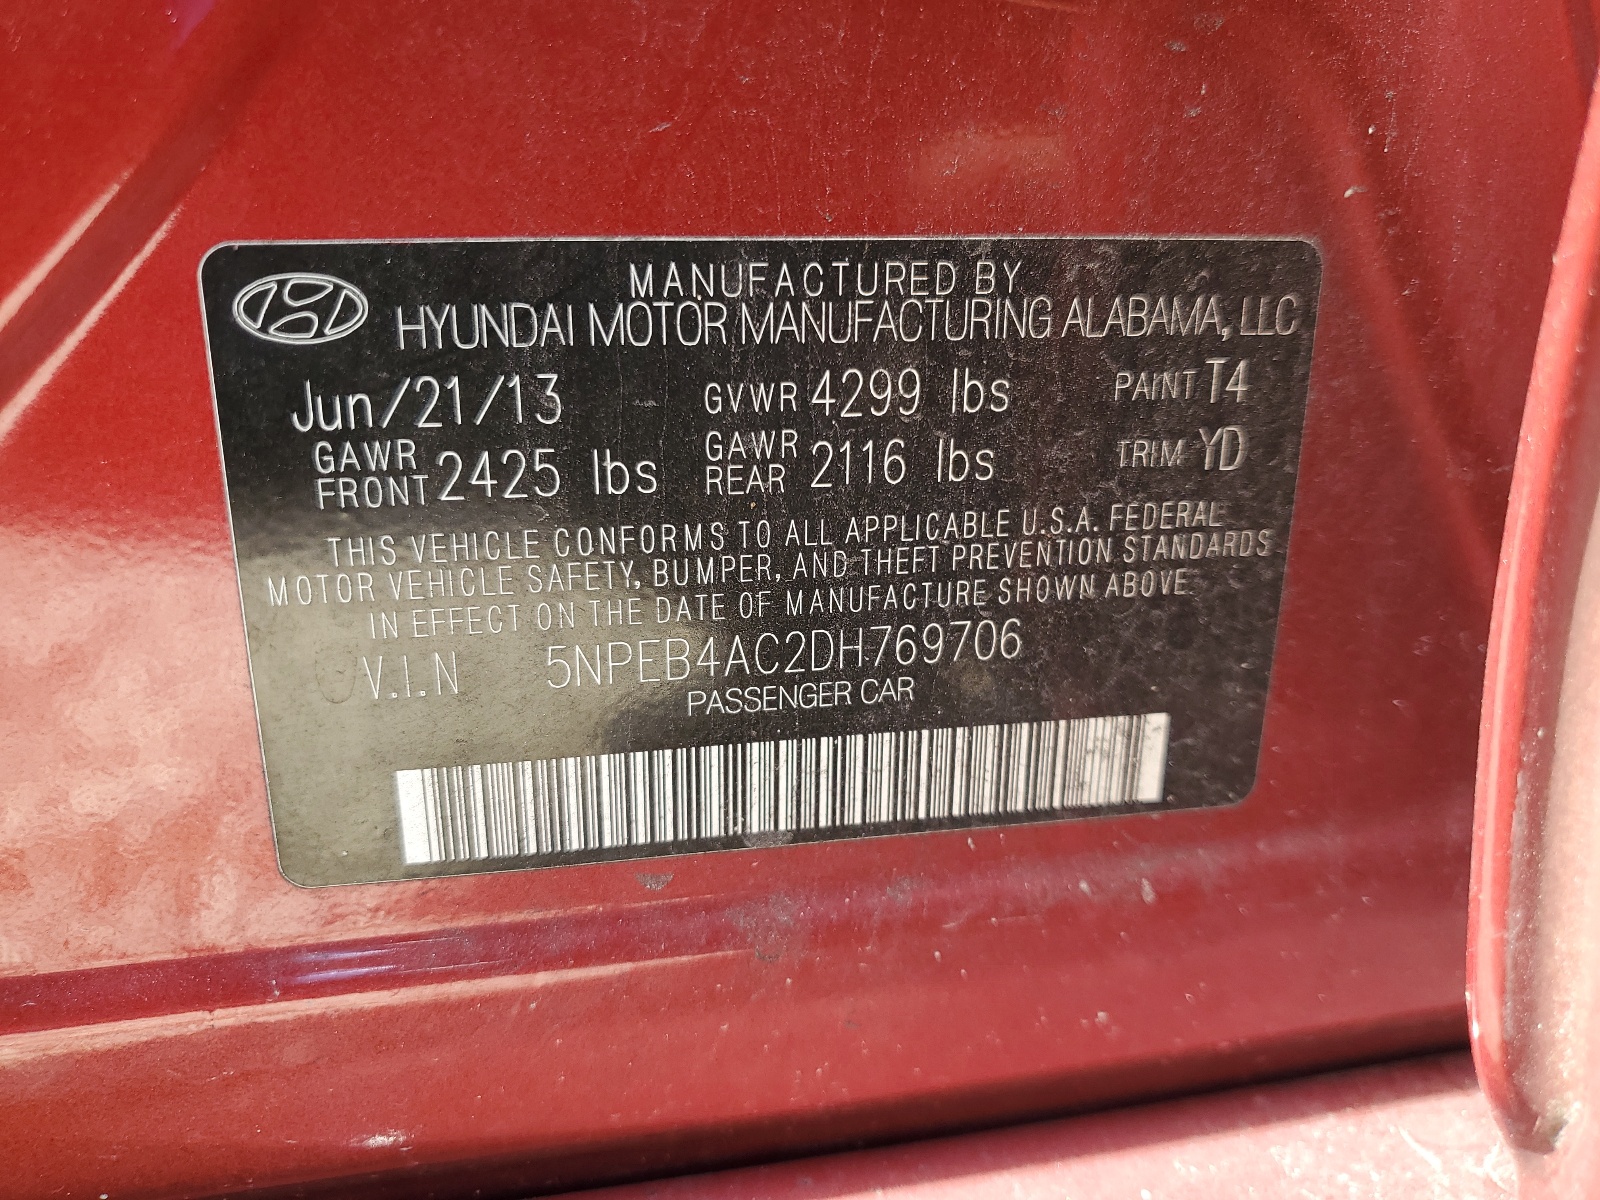 MANUFACTURED BY
HYUNDAI MOTOR MANUFACTURING ALABAMA, LLC
Jun/21/13 GVWR 4299 lbs PAINT T4
GAWR FRONT 2425 lbs GAWR REAR 2116 lbs TRIM YD
THIS VEHICLE CONFORMS TO ALL APPLICABLE U.S.A. FEDERAL
MOTOR VEHICLE SAFETY, BUMPER, AND THEFT PREVENTION STANDARDS
IN EFFECT ON THE DATE OF MANUFACTURE SHOWN ABOVE.
V.I.N 5NPEB4AC2DH769706
PASSENGER CAR